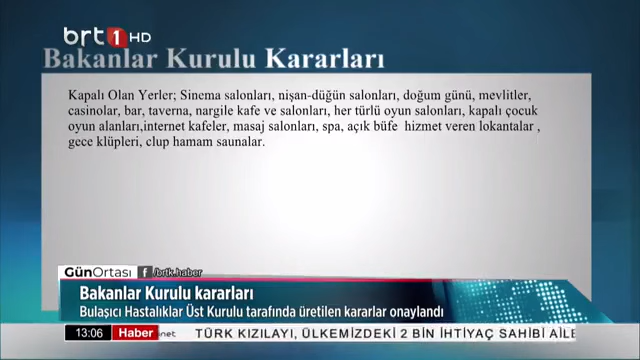 brt 1 HD
Bakanlar Kurulu Kararları
Kapalı Olan Yerler; Sinema salonları, nişan-düğün salonları, doğum günü, mevlitler,
casinolar, bar, taverna, nargile kafe ve salonları, her türlü oyun salonları, kapalı çocuk
oyun alanları,internet kafeler, masaj salonları, spa, açık büfe hizmet veren lokantalar ,
gece klüpleri, clup hamam saunalar.
GünOrtası f /brtk.haber
Bakanlar Kurulu kararları
Bulaşıcı Hastalıklar Üst Kurulu tarafında üretilen kararlar onaylandı
13:06 Haber net TÜRK KIZILAYI, ÜLKEMİZDEKİ 2 BİN İHTİYAÇ SAHİBİ AİLE